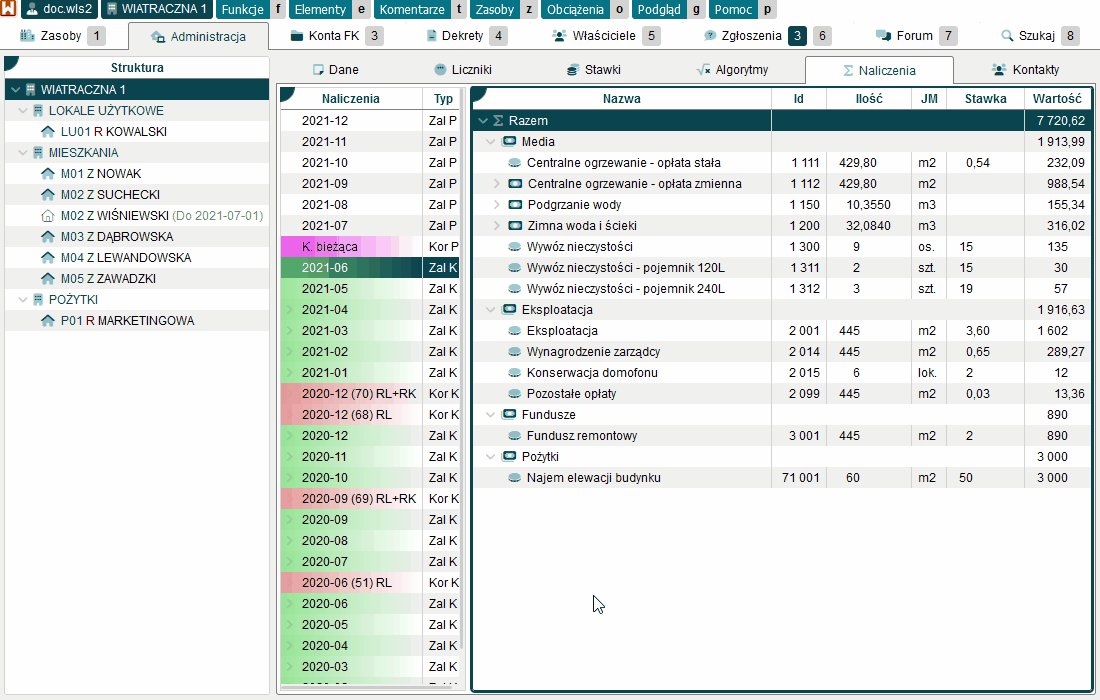 doc.wls2 WIATRACZNA 1 Funkcje f Elementy e Komentarze t Zasoby z Obciążenia o Podgląd g Pomoc p
Zasoby 1 Administracja Konta FK 3 Dekrety 4 Właściciele 5 Zgłoszenia 3 6 Forum 7 Szukaj 8
Struktura
WIATRACZNA 1
LOKALE UŻYTKOWE
LU01 R KOWALSKI
MIESZKANIA
M01 Z NOWAK
M02 Z SUCHECKI
M02 Z WIŚNIEWSKI (Do 2021-07-01)
M03 Z DĄBROWSKA
M04 Z LEWANDOWSKA
M05 Z ZAWADZKI
POŻYTKI
P01 R MARKETINGOWA
Dane Liczniki Stawki Algorytmy Naliczenia Kontakty
Naliczenia Typ
2021-12 Zal P
2021-11 Zal P
2021-10 Zal P
2021-09 Zal P
2021-08 Zal P
2021-07 Zal P
K. bieżąca Kor P
2021-06 Zal K
2021-05 Zal K
2021-04 Zal K
2021-03 Zal K
2021-02 Zal K
2021-01 Zal K
2020-12 (70) RL+RK Kor K
2020-12 (68) RL Kor K
2020-12 Zal K
2020-11 Zal K
2020-10 Zal K
2020-09 (69) RL+RK Kor K
2020-09 Zal K
2020-08 Zal K
2020-07 Zal K
2020-06 (51) RL Kor K
2020-06 Zal K
2020-05 Zal K
2020-04 Zal K
2020-03 Zal K
Nazwa Id Ilość JM Stawka Wartość
Σ Razem 7 720,62
Media 1 913,99
Centralne ogrzewanie - opłata stała 1 111 429,80 m2 0,54 232,09
Centralne ogrzewanie - opłata zmienna 1 112 429,80 m2 988,54
Podgrzanie wody 1 150 10,3550 m3 155,34
Zimna woda i ścieki 1 200 32,0840 m3 316,02
Wywóz nieczystości 1 300 9 os. 15 135
Wywóz nieczystości - pojemnik 120L 1 311 2 szt. 15 30
Wywóz nieczystości - pojemnik 240L 1 312 3 szt. 19 57
Eksploatacja 1 916,63
Eksploatacja 2 001 445 m2 3,60 1 602
Wynagrodzenie zarządcy 2 014 445 m2 0,65 289,27
Konserwacja domofonu 2 015 6 lok. 2 12
Pozostałe opłaty 2 099 445 m2 0,03 13,36
Fundusze 890
Fundusz remontowy 3 001 445 m2 2 890
Pożytki 3 000
Najem elewacji budynku 71 001 60 m2 50 3 000